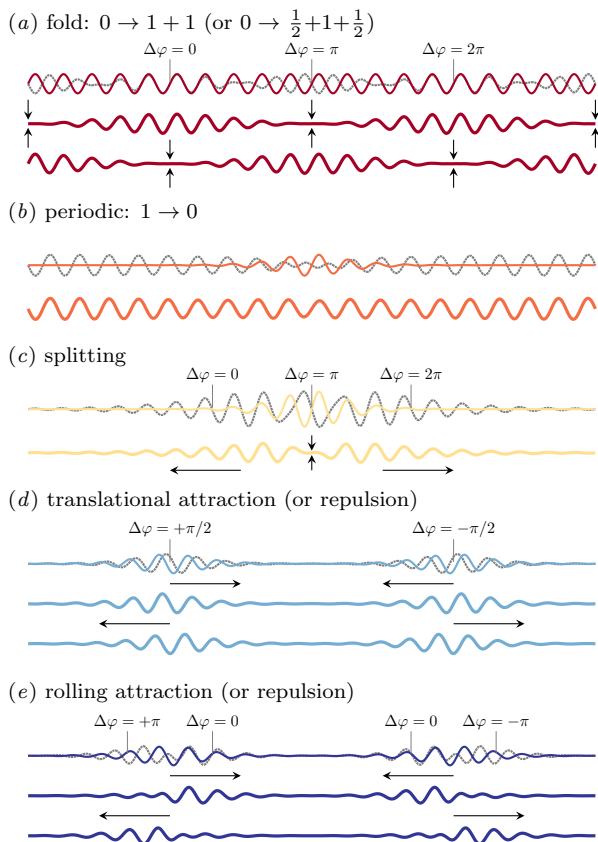 (a) fold: 0 → 1 + 1 (or 0 → 1/2+1+1/2)
Δφ = 0 Δφ = π Δφ = 2π
(b) periodic: 1 → 0
(c) splitting
Δφ = 0 Δφ = π Δφ = 2π
(d) translational attraction (or repulsion)
Δφ = +π/2 Δφ = −π/2
(e) rolling attraction (or repulsion)
Δφ = +π Δφ = 0 Δφ = 0 Δφ = −π